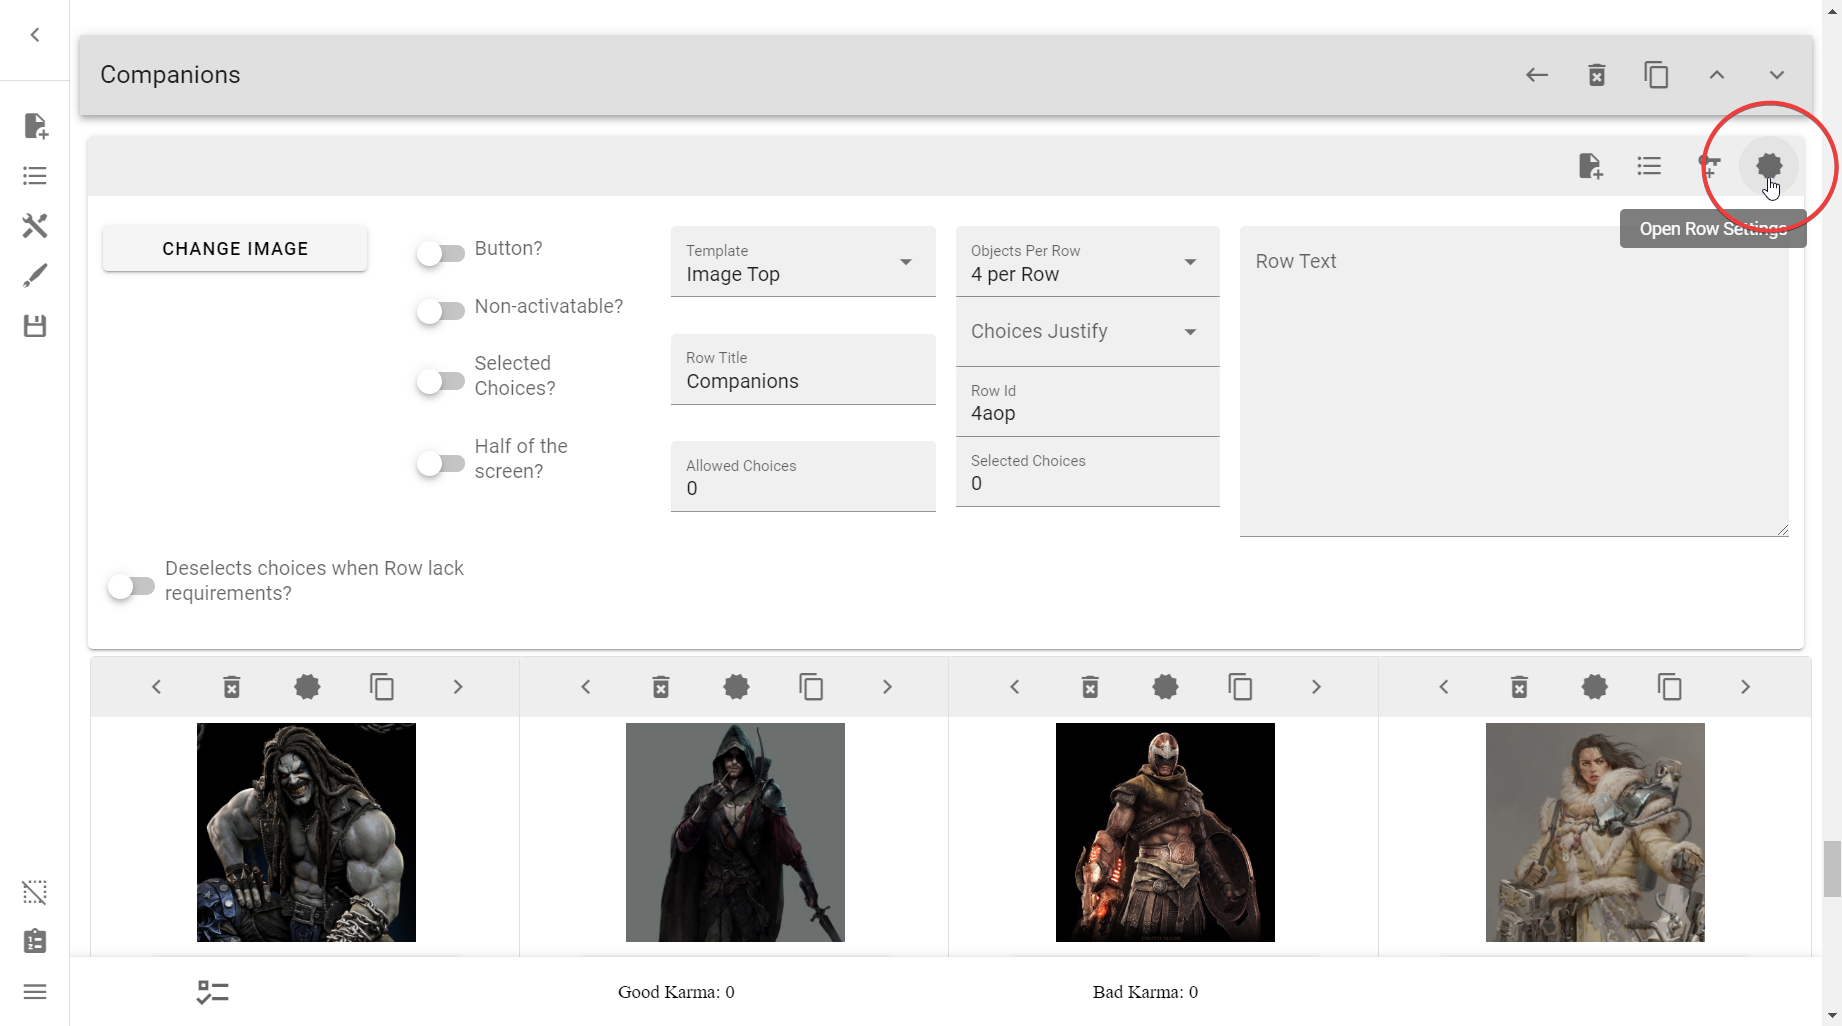 Companions
Open Row Settings
CHANGE IMAGE
Button?
Non-activatable?
Selected
Choices?
Half of the
screen?
Template
Image Top
Row Title
Companions
Allowed Choices
0
Objects Per Row
4 per Row
Choices Justify
Row Id
4aop
Selected Choices
0
Row Text
Deselects choices when Row lack
requirements?
Good Karma: 0
Bad Karma: 0